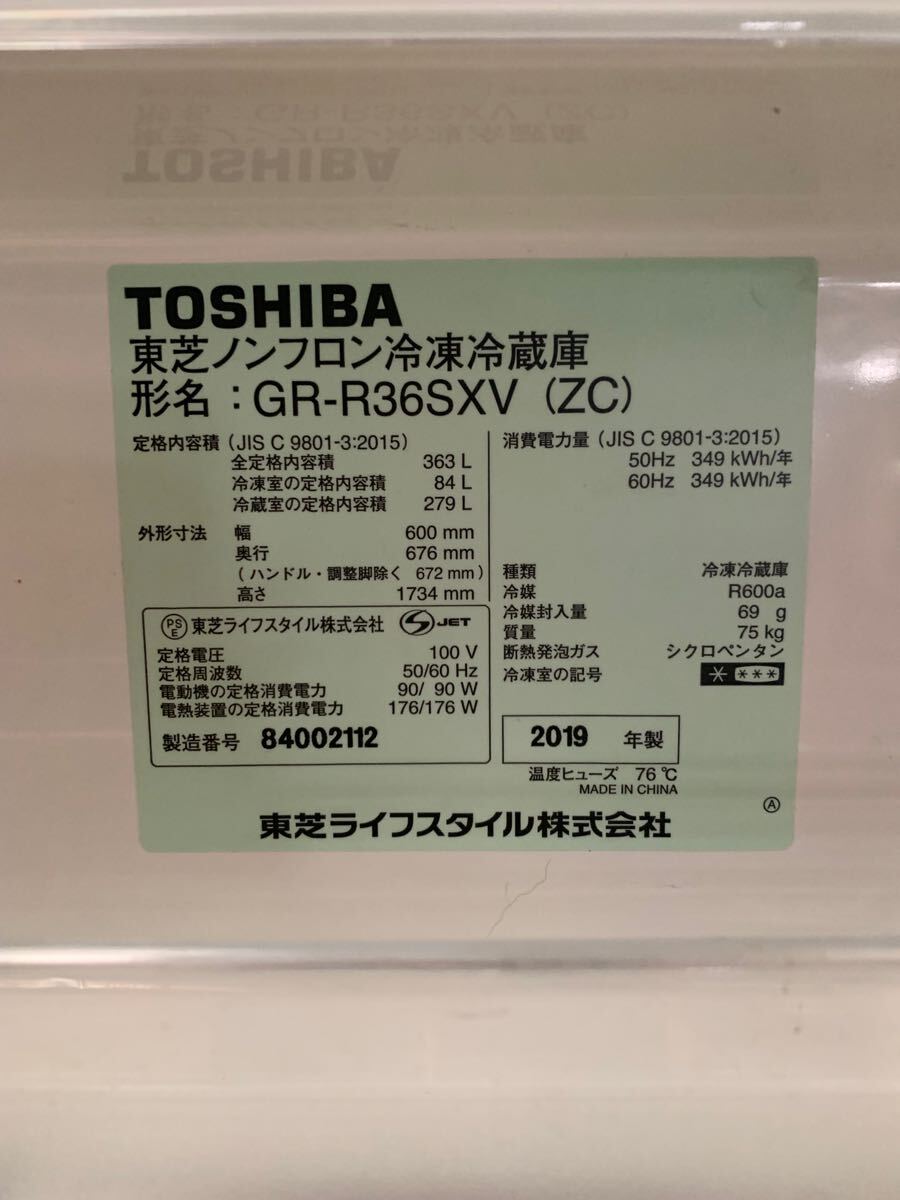 TOSHIBA
東芝ノンフロン冷凍冷蔵庫
形名：GR-R36SXV (ZC)
定格内容積 (JIS C 9801-3:2015)
全定格内容積 363 L
冷凍室の定格内容積 84 L
冷蔵室の定格内容積 279 L
外形寸法 幅 600 mm
奥行 676 mm
(ハンドル・調整脚除く 672 mm)
高さ 1734 mm
PS E 東芝ライフスタイル株式会社 S JET
定格電圧 100 V
定格周波数 50/60 Hz
電動機の定格消費電力 90/ 90 W
電熱装置の定格消費電力 176/176 W
製造番号 84002112
消費電力量 (JIS C 9801-3:2015)
50Hz 349 kWh/年
60Hz 349 kWh/年
種類 冷凍冷蔵庫
冷媒 R600a
冷媒封入量 69 g
質量 75 kg
断熱発泡ガス シクロペンタン
冷凍室の記号 * ***
2019 年製
温度ヒューズ 76℃
MADE IN CHINA
Ⓐ
東芝ライフスタイル株式会社